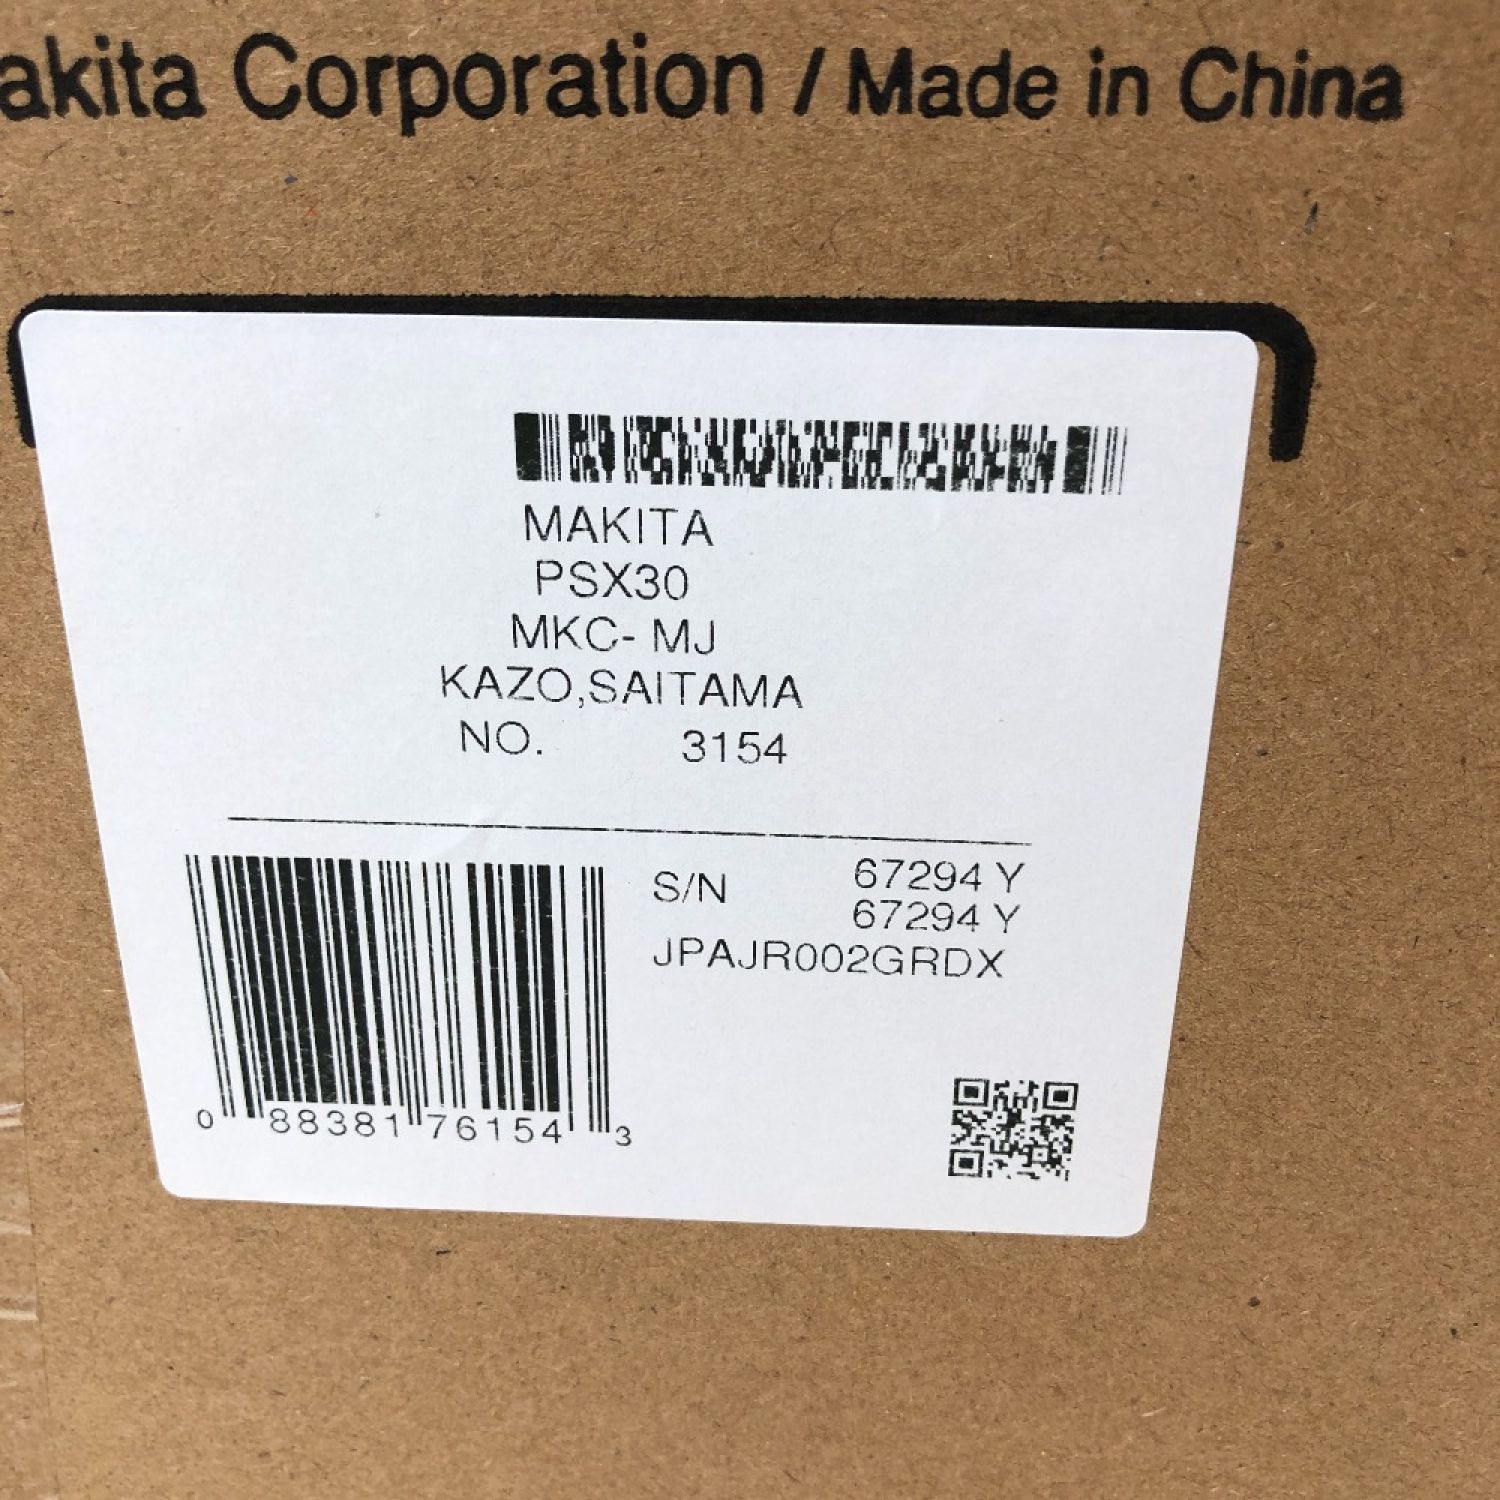 akita Corporation / Made in China
MAKITA
PSX30
MKC- MJ
KAZO,SAITAMA
NO. 3154
S/N 67294 Y
67294 Y
JPAJR002GRDX
0 88381 76154 3